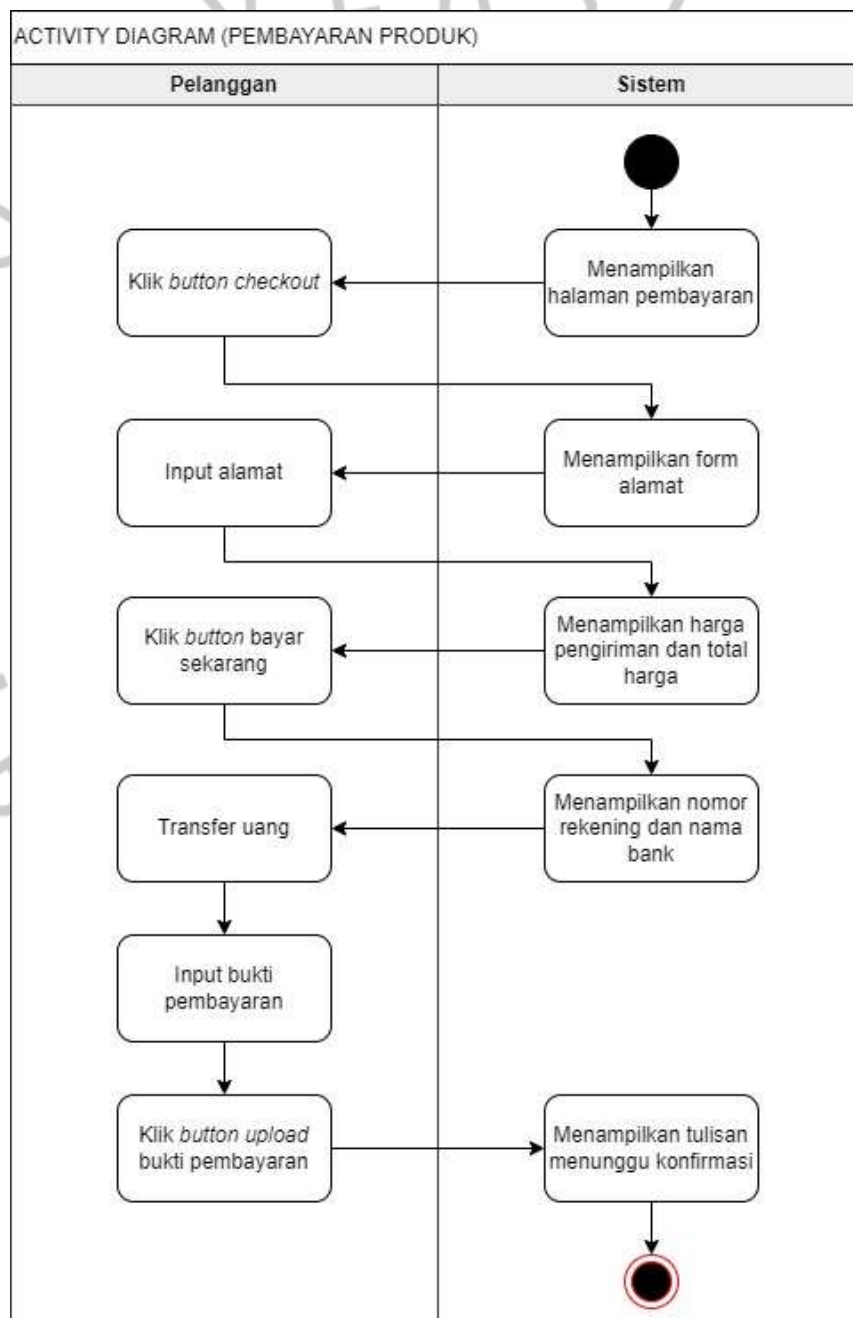 ACTIVITY DIAGRAM (PEMBAYARAN PRODUK)
Pelanggan
Sistem
Menampilkan
halaman pembayaran
Klik button checkout
Menampilkan form
alamat
Input alamat
Menampilkan harga
pengiriman dan total
harga
Klik button bayar
sekarang
Menampilkan nomor
rekening dan nama
bank
Transfer uang
Input bukti
pembayaran
Klik button upload
bukti pembayaran
Menampilkan tulisan
menunggu konfirmasi